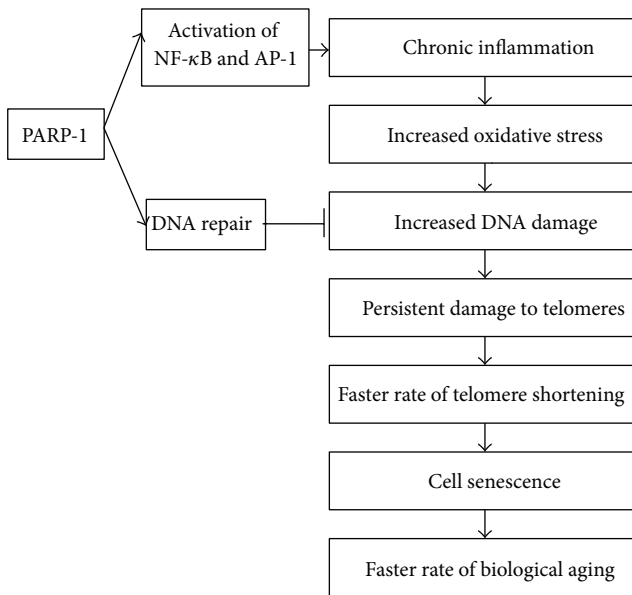 Activation of
NF-κB and AP-1
Chronic inflammation
PARP-1
Increased oxidative stress
DNA repair
Increased DNA damage
Persistent damage to telomeres
Faster rate of telomere shortening
Cell senescence
Faster rate of biological aging